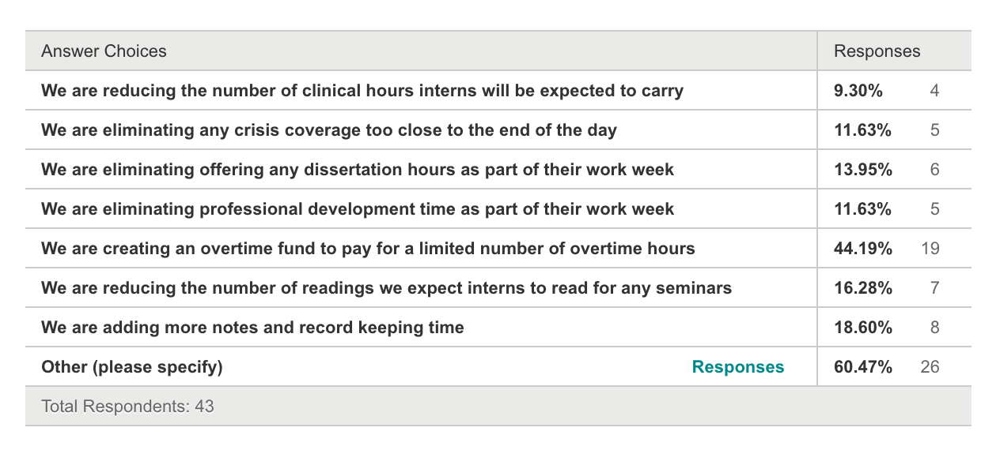 Answer Choices Responses
We are reducing the number of clinical hours interns will be expected to carry 9.30% 4
We are eliminating any crisis coverage too close to the end of the day 11.63% 5
We are eliminating offering any dissertation hours as part of their work week 13.95% 6
We are eliminating professional development time as part of their work week 11.63% 5
We are creating an overtime fund to pay for a limited number of overtime hours 44.19% 19
We are reducing the number of readings we expect interns to read for any seminars 16.28% 7
We are adding more notes and record keeping time 18.60% 8
Other (please specify) Responses 60.47% 26
Total Respondents: 43